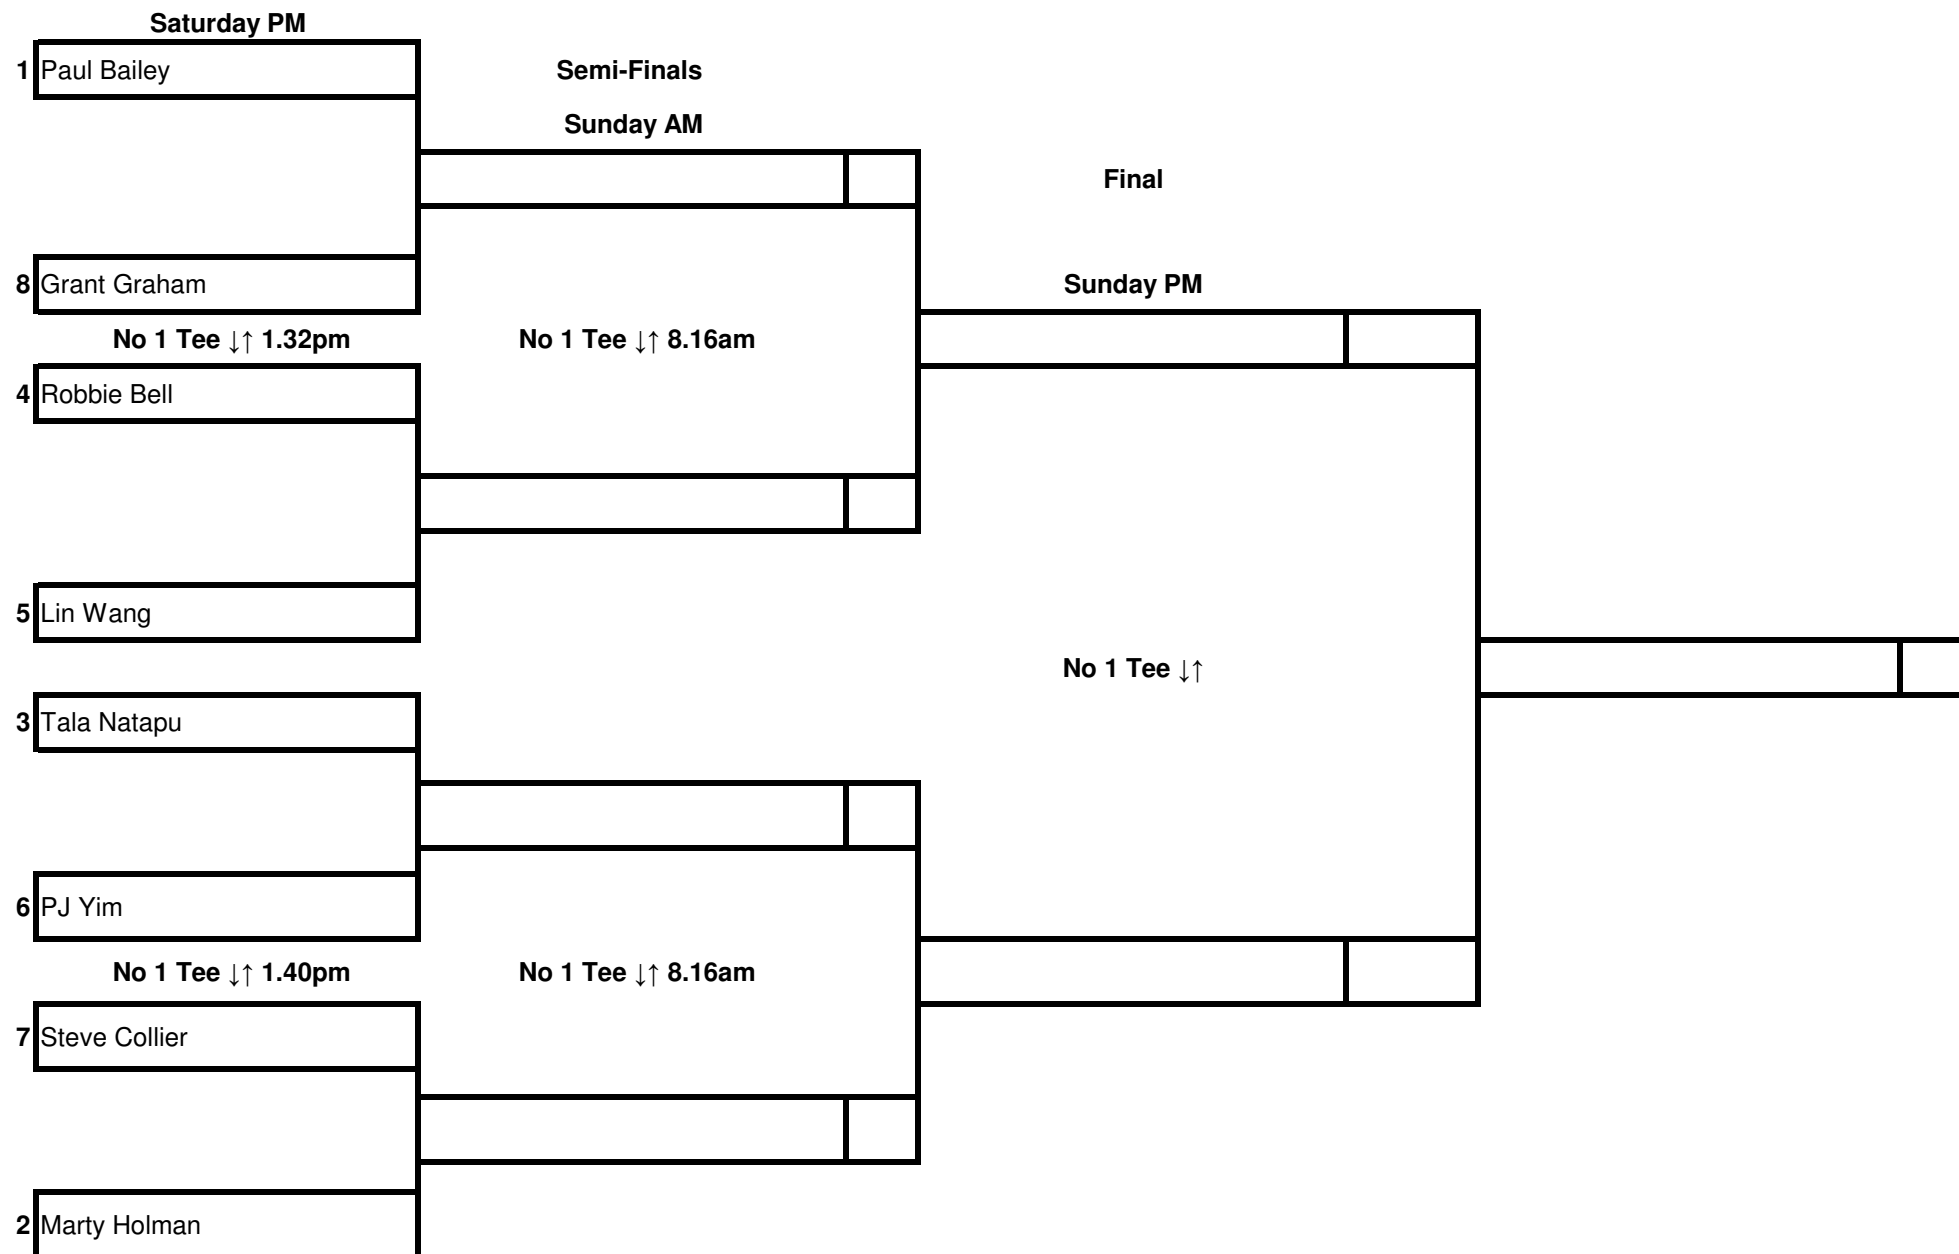 Saturday PM
1 Paul Bailey
Semi-Finals
Sunday AM
Final
8 Grant Graham
Sunday PM
No 1 Tee ↓↑ 1.32pm
No 1 Tee ↓↑ 8.16am
4 Robbie Bell
5 Lin Wang
No 1 Tee ↓↑
3 Tala Natapu
6 PJ Yim
No 1 Tee ↓↑ 1.40pm
No 1 Tee ↓↑ 8.16am
7 Steve Collier
2 Marty Holman